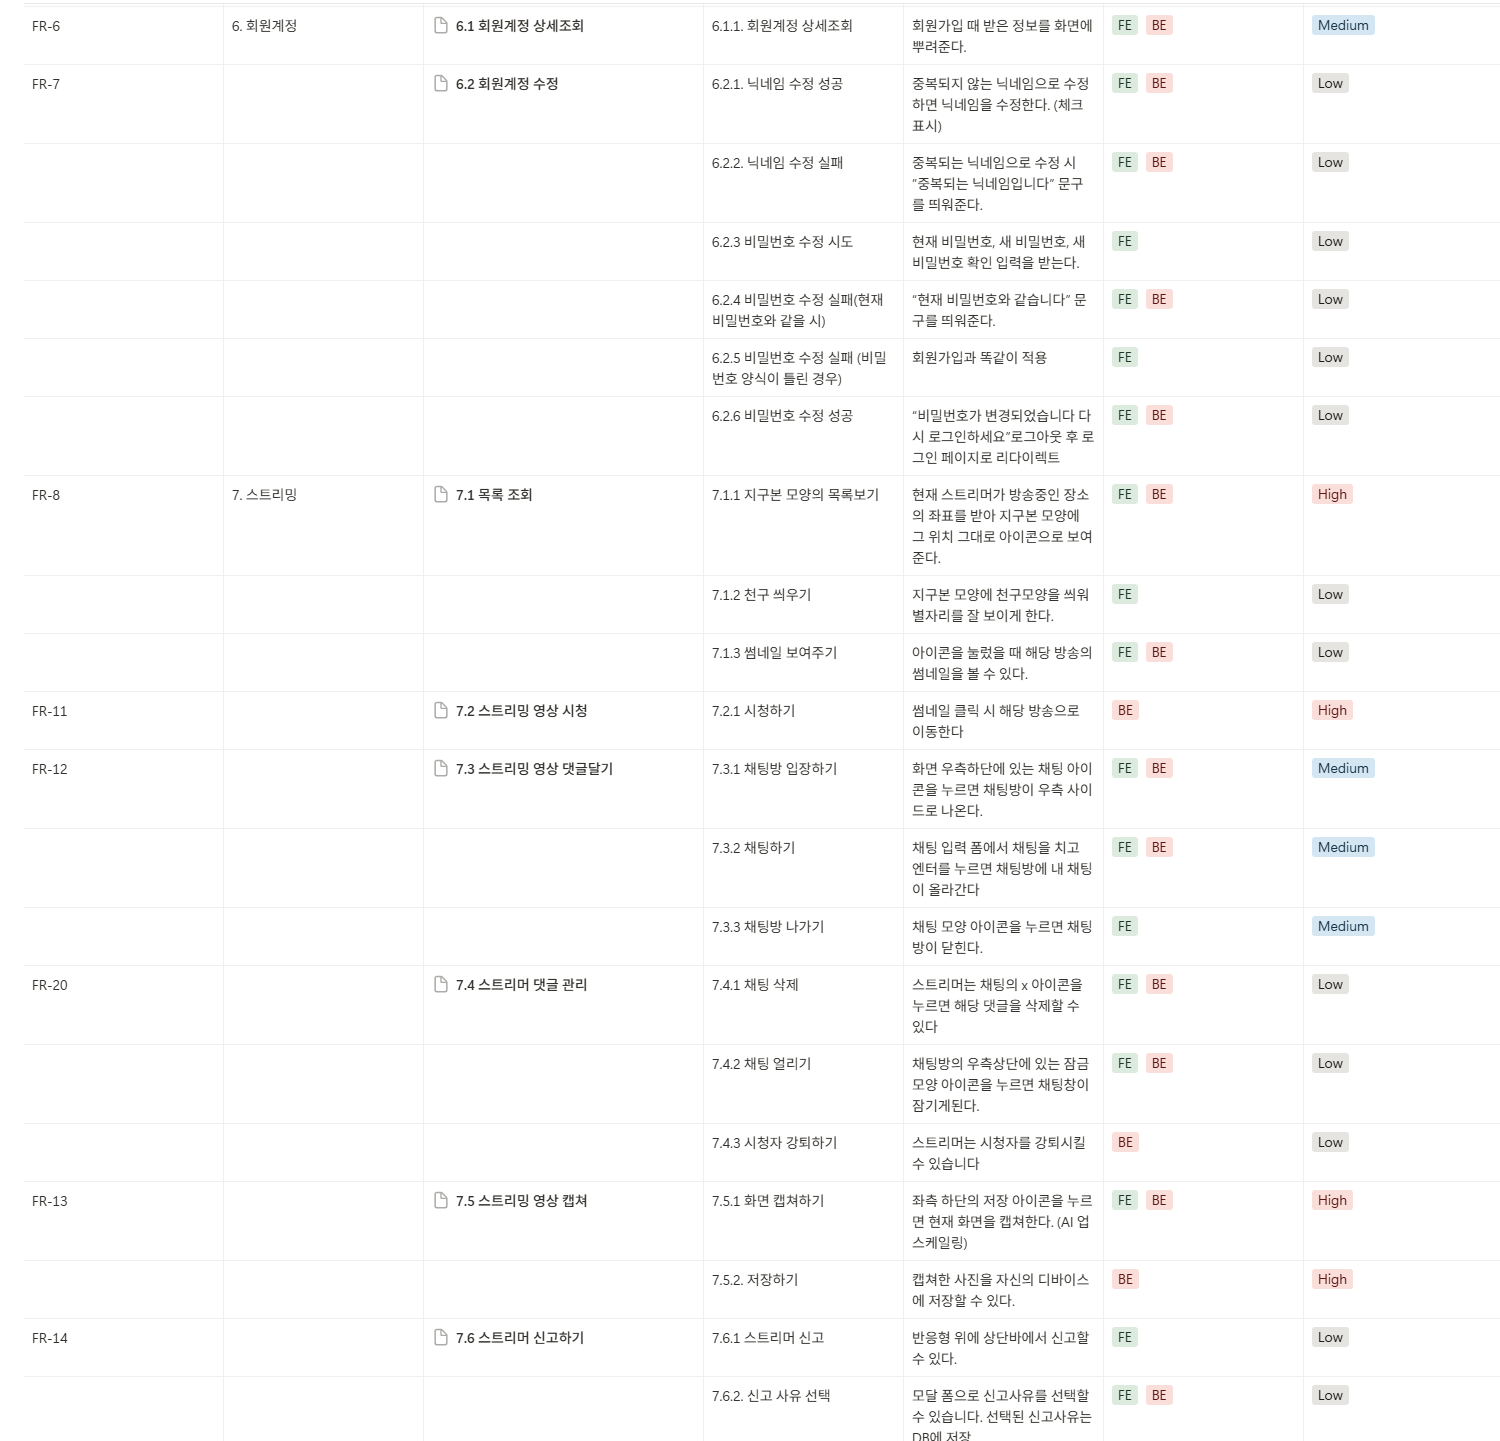 FR-6 6. 회원계정 6.1 회원계정 상세조회 6.1.1. 회원계정 상세조회 회원가입 때 받은 정보를 화면에 FE BE Medium
뿌려준다.
FR-7 6.2 회원계정 수정 6.2.1. 닉네임 수정 성공 중복되지 않는 닉네임으로 수정 FE BE Low
하면 닉네임을 수정한다. (체크
표시)
6.2.2. 닉네임 수정 실패 중복되는 닉네임으로 수정 시 FE BE Low
“중복되는 닉네임입니다” 문구
를 띄워준다.
6.2.3 비밀번호 수정 시도 현재 비밀번호, 새 비밀번호, 새 FE Low
비밀번호 확인 입력을 받는다.
6.2.4 비밀번호 수정 실패(현재 “현재 비밀번호와 같습니다” 문 FE BE Low
비밀번호와 같을 시) 구를 띄워준다.
6.2.5 비밀번호 수정 실패 (비밀 회원가입과 똑같이 적용 FE Low
번호 양식이 틀린 경우)
6.2.6 비밀번호 수정 성공 “비밀번호가 변경되었습니다 다 FE BE Low
시 로그인하세요”로그아웃 후 로
그인 페이지로 리다이렉트
FR-8 7. 스트리밍 7.1 목록 조회 7.1.1 지구본 모양의 목록보기 현재 스트리머가 방송중인 장소 FE BE High
의 좌표를 받아 지구본 모양에
그 위치 그대로 아이콘으로 보여
준다.
7.1.2 천구 씌우기 지구본 모양에 천구모양을 씌워 FE Low
별자리를 잘 보이게 한다.
7.1.3 썸네일 보여주기 아이콘을 눌렀을 때 해당 방송의 FE BE Low
썸네일을 볼 수 있다.
FR-11 7.2 스트리밍 영상 시청 7.2.1 시청하기 썸네일 클릭 시 해당 방송으로 BE High
이동한다
FR-12 7.3 스트리밍 영상 댓글달기 7.3.1 채팅방 입장하기 화면 우측하단에 있는 채팅 아이 FE BE Medium
콘을 누르면 채팅방이 우측 사이
드로 나온다.
7.3.2 채팅하기 채팅 입력 폼에서 채팅을 치고 FE BE Medium
엔터를 누르면 채팅방에 내 채팅
이 올라간다
7.3.3 채팅방 나가기 채팅 모양 아이콘을 누르면 채팅 FE Medium
방이 닫힌다.
FR-20 7.4 스트리머 댓글 관리 7.4.1 채팅 삭제 스트리머는 채팅의 x 아이콘을 FE BE Low
누르면 해당 댓글을 삭제할 수
있다
7.4.2 채팅 얼리기 채팅방의 우측상단에 있는 잠금 FE BE Low
모양 아이콘을 누르면 채팅창이
잠기게된다.
7.4.3 시청자 강퇴하기 스트리머는 시청자를 강퇴시킬 BE Low
수 있습니다
FR-13 7.5 스트리밍 영상 캡쳐 7.5.1 화면 캡쳐하기 좌측 하단의 저장 아이콘을 누르 FE BE High
면 현재 화면을 캡쳐한다. (AI 업
스케일링)
7.5.2. 저장하기 캡쳐한 사진을 자신의 디바이스 BE High
에 저장할 수 있다.
FR-14 7.6 스트리머 신고하기 7.6.1 스트리머 신고 반응형 위에 상단바에서 신고할 FE Low
수 있다.
7.6.2. 신고 사유 선택 모달 폼으로 신고사유를 선택할 FE BE Low
수 있습니다. 선택된 신고사유는
DB에 저장